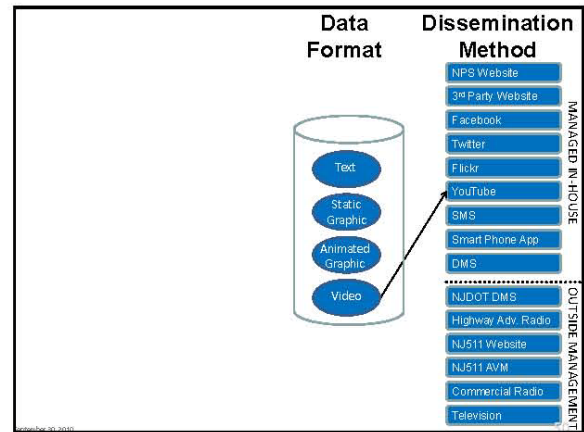 Data
Format
Dissemination
Method
Text
Static
Graphic
Animated
Graphic
Video
NPS Website
3rd Party Website
Facebook
Twitter
Flickr
YouTube
SMS
Smart Phone App
DMS
MANAGED IN-HOUSE
NJDOT DMS
Highway Adv. Radio
NJ511 Website
NJ511 AVM
Commercial Radio
Television
OUTSIDE MANAGEMENT
September 30, 2010